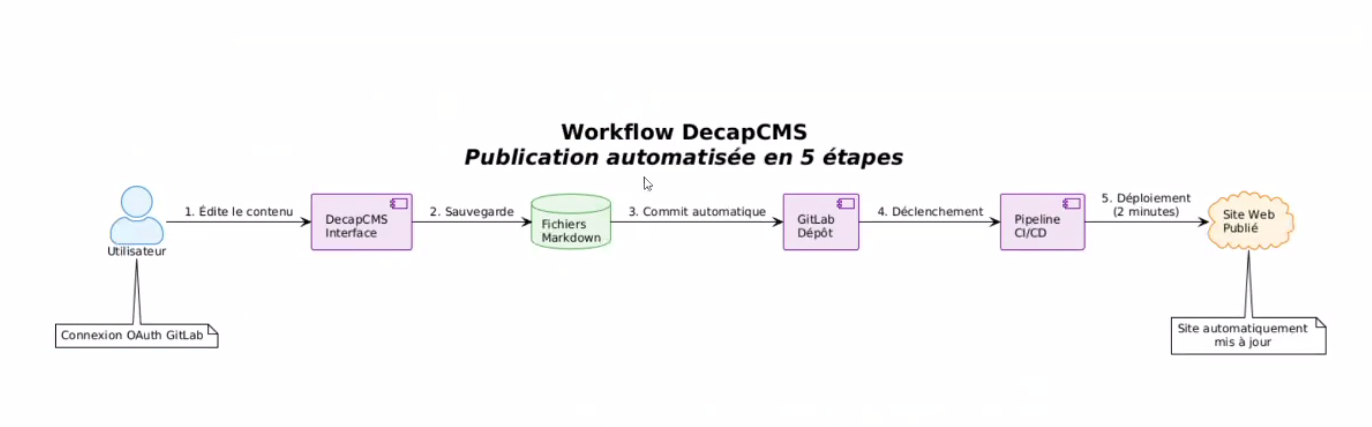 Workflow DecapCMS
Publication automatisée en 5 étapes
1. Édite le contenu
2. Sauvegarde
3. Commit automatique
4. Déclenchement
5. Déploiement
(2 minutes)
Utilisateur
DecapCMS
Interface
Fichiers
Markdown
GitLab
Dépôt
Pipeline
CI/CD
Site Web
Publié
Connexion OAuth GitLab
Site automatiquement
mis à jour